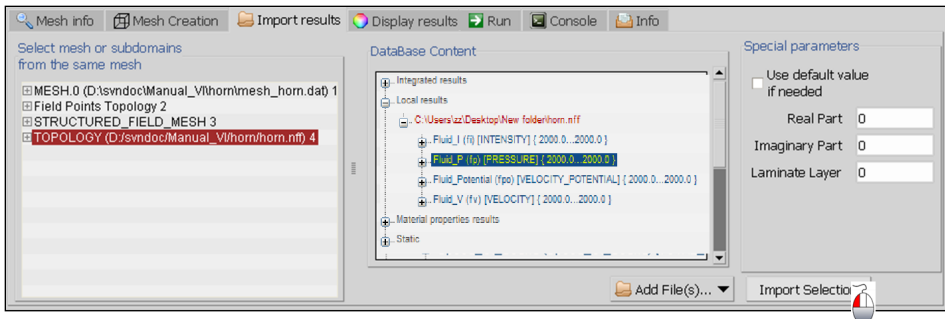 Mesh info
Mesh Creation
Import results
Display results
Run
Console
Info
Select mesh or subdomains
from the same mesh
MESH.0 (D:\svndoc\Manual_VI\horn\mesh_horn.dat) 1
Field Points Topology 2
STRUCTURED_FIELD_MESH 3
TOPOLOGY (D:/svndoc/Manual_VI/horn/horn.nff) 4
DataBase Content
Integrated results
Local results
C:\Users\zz\Desktop\New folder\horn.nff
Fluid_I (fi) [INTENSITY] { 2000.0...2000.0 }
Fluid_P (fp) [PRESSURE] { 2000.0...2000.0 }
Fluid_Potential (fpo) [VELOCITY_POTENTIAL] { 2000.0...2000.0 }
Fluid_V (fv) [VELOCITY] { 2000.0...2000.0 }
Material properties results
Static
Add File(s)...
Special parameters
Use default value
if needed
Real Part 0
Imaginary Part 0
Laminate Layer 0
Import Selection